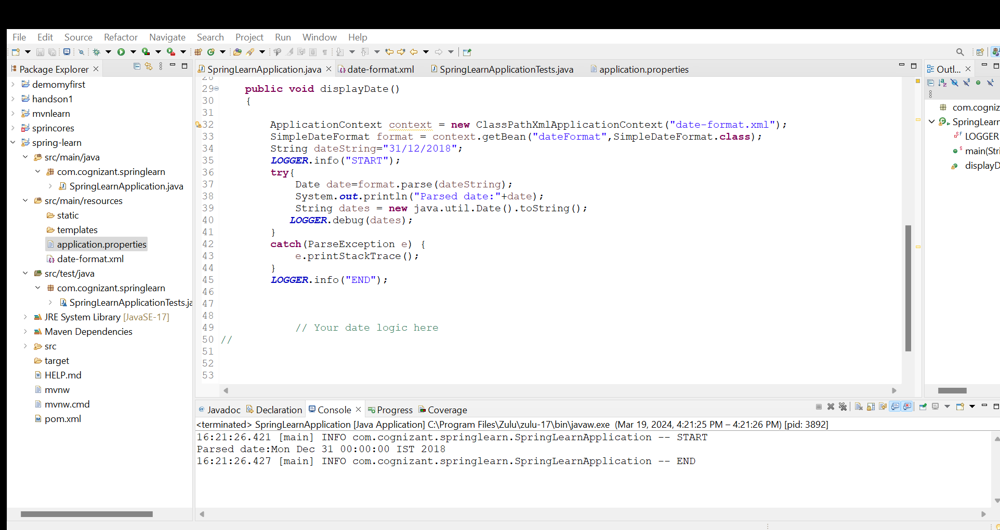 File Edit Source Refactor Navigate Search Project Run Window Help
Package Explorer
demomyfirst
handson1
mvnlearn
sprincores
spring-learn
src/main/java
com.cognizant.springlearn
SpringLearnApplication.java
src/main/resources
static
templates
application.properties
date-format.xml
src/test/java
com.cognizant.springlearn
SpringLearnApplicationTests.ja
JRE System Library [JavaSE-17]
Maven Dependencies
src
target
HELP.md
mvnw
mvnw.cmd
pom.xml
SpringLearnApplication.java date-format.xml SpringLearnApplicationTests.java application.properties
28
29 public void displayDate()
30 {
31
32 ApplicationContext context = new ClassPathXmlApplicationContext("date-format.xml");
33 SimpleDateFormat format = context.getBean("dateFormat",SimpleDateFormat.class);
34 String dateString="31/12/2018";
35 LOGGER.info("START");
36 try{
37 Date date=format.parse(dateString);
38 System.out.println("Parsed date:"+date);
39 String dates = new java.util.Date().toString();
40 LOGGER.debug(dates);
41 }
42 catch(ParseException e) {
43 e.printStackTrace();
44 }
45 LOGGER.info("END");
46
47
48
49 // Your date logic here
50 //
51
52
53
Outl...
com.cogniz
SpringLearn
LOGGER
main(Stri
displayD
Javadoc Declaration Console Progress Coverage
<terminated> SpringLearnApplication [Java Application] C:\Program Files\Zulu\zulu-17\bin\javaw.exe (Mar 19, 2024, 4:21:25 PM – 4:21:26 PM) [pid: 3892]
16:21:26.421 [main] INFO com.cognizant.springlearn.SpringLearnApplication -- START
Parsed date:Mon Dec 31 00:00:00 IST 2018
16:21:26.427 [main] INFO com.cognizant.springlearn.SpringLearnApplication -- END